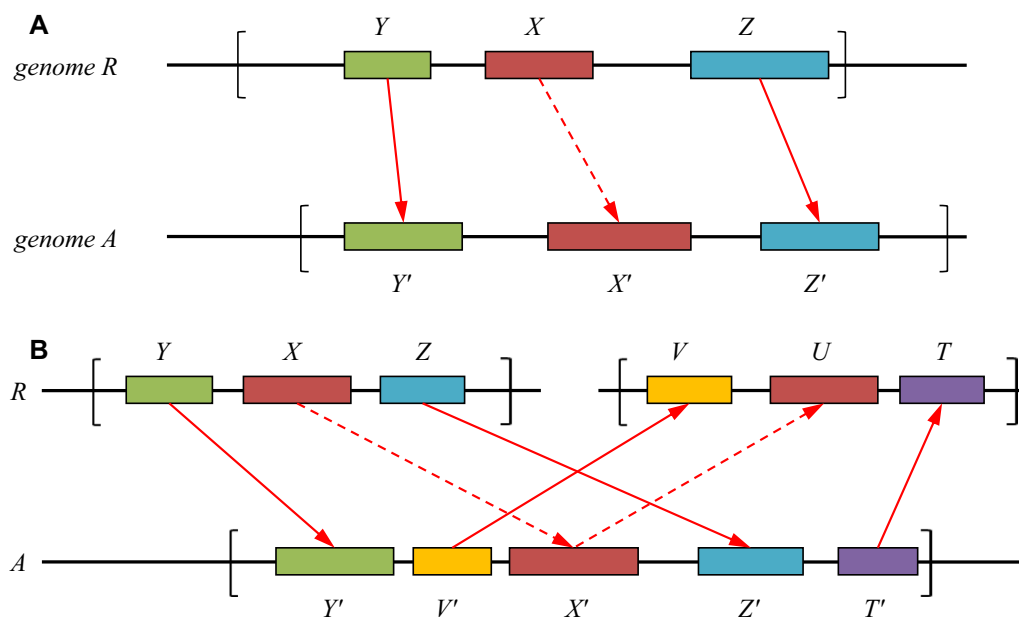 A
Y X Z
genome R
genome A
Y' X' Z'
B
Y X Z V U T
R
A
Y' V' X' Z' T'